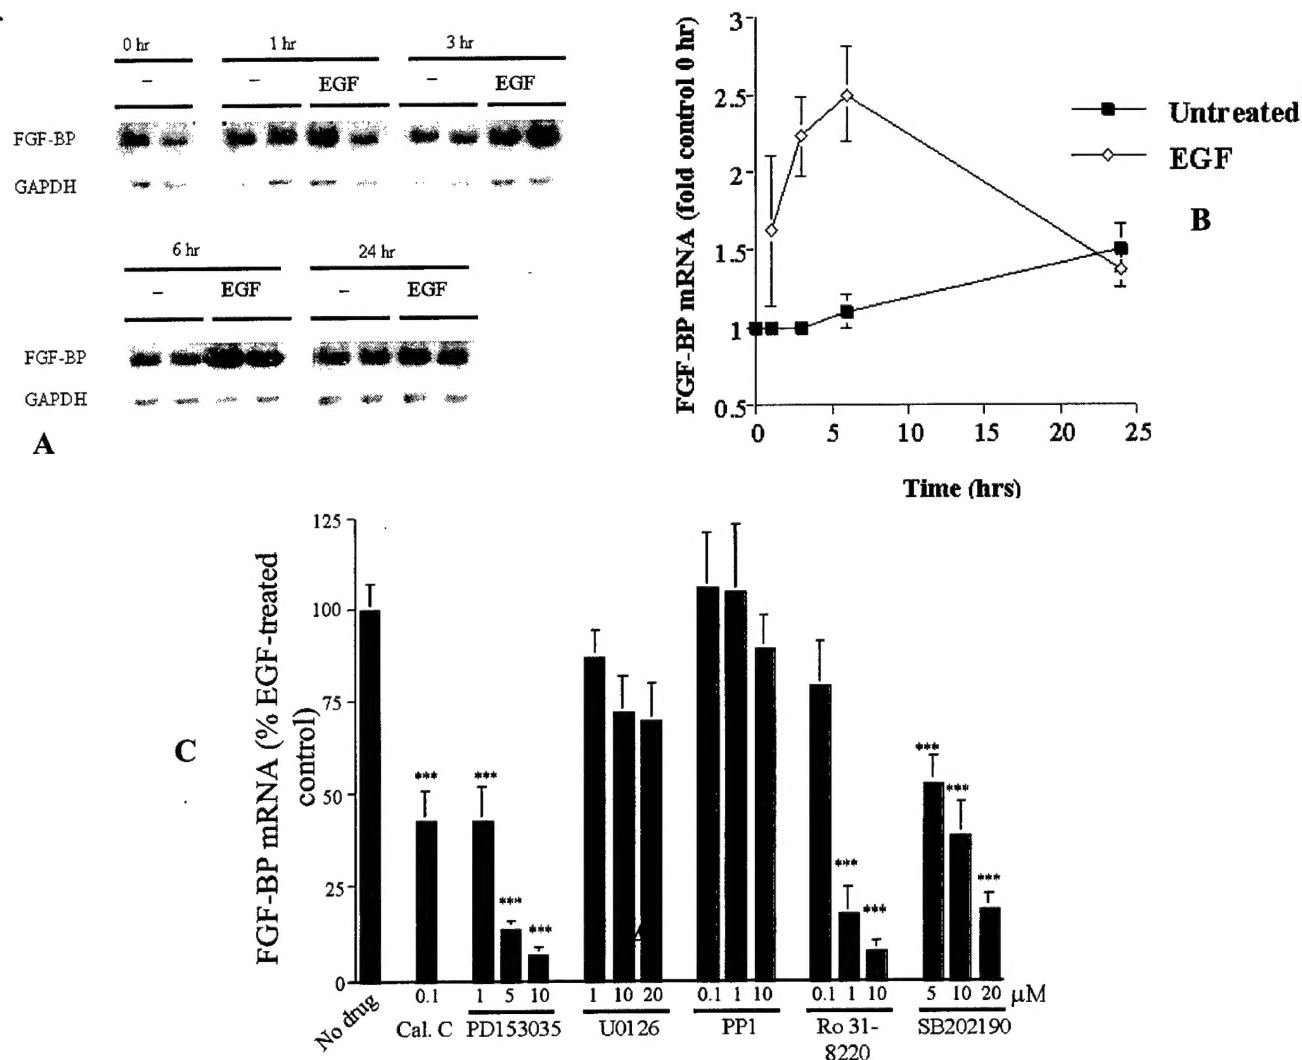 0 hr 1 hr 3 hr
– – EGF – EGF
FGF-BP
GAPDH
6 hr 24 hr
– EGF – EGF
FGF-BP
GAPDH
A
FGF-BP mRNA (fold control 0 hr)
3
2.5
2
1.5
1
0.5
0 5 10 15 20 25
Time (hrs)
Untreated
EGF
B
C
FGF-BP mRNA (% EGF-treated
control)
125
100
75
50
25
0
*** *** *** *** *** *** *** *** ***
No drug
0.1 1 5 10 1 10 20 0.1 1 10 0.1 1 10 5 10 20 μM
Cal. C PD153035 U0126 PP1 Ro 31- SB202190
8220